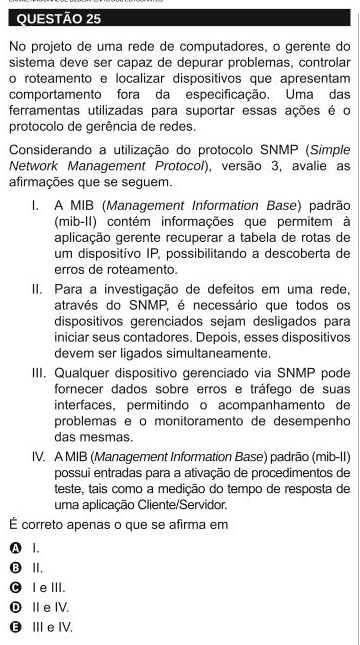 QUESTÃO 25
No projeto de uma rede de computadores, o gerente do
sistema deve ser capaz de depurar problemas, controlar
o roteamento e localizar dispositivos que apresentam
comportamento fora da especificação. Uma das
ferramentas utilizadas para suportar essas ações é o
protocolo de gerência de redes.
Considerando a utilização do protocolo SNMP (Simple
Network Management Protocol), versão 3, avalie as
afirmações que se seguem.
I. A MIB (Management Information Base) padrão
(mib-II) contém informações que permitem à
aplicação gerente recuperar a tabela de rotas de
um dispositivo IP, possibilitando a descoberta de
erros de roteamento.
II. Para a investigação de defeitos em uma rede,
através do SNMP, é necessário que todos os
dispositivos gerenciados sejam desligados para
iniciar seus contadores. Depois, esses dispositivos
devem ser ligados simultaneamente.
III. Qualquer dispositivo gerenciado via SNMP pode
fornecer dados sobre erros e tráfego de suas
interfaces, permitindo o acompanhamento de
problemas e o monitoramento de desempenho
das mesmas.
IV. A MIB (Management Information Base) padrão (mib-II)
possui entradas para a ativação de procedimentos de
teste, tais como a medição do tempo de resposta de
uma aplicação Cliente/Servidor.
É correto apenas o que se afirma em
A I.
B II.
C I e III.
D II e IV.
E III e IV.